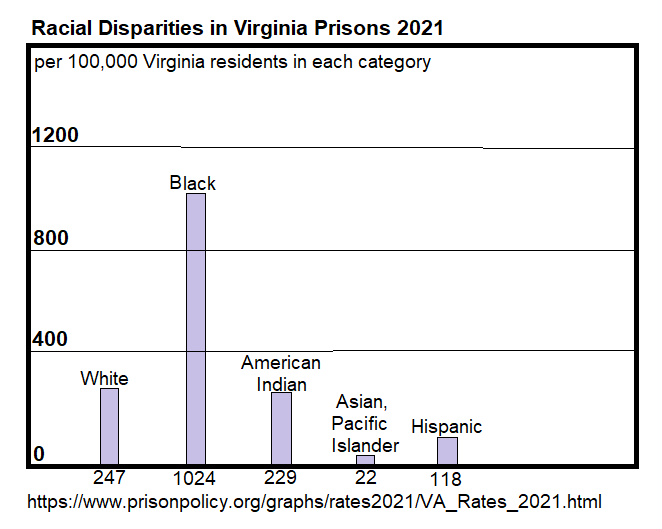 Racial Disparities in Virginia Prisons 2021
per 100,000 Virginia residents in each category
1200
Black
800
400
American
Indian
White
Asian,
Pacific
Islander
Hispanic
0
247 1024 229 22 118
https://www.prisonpolicy.org/graphs/rates2021/VA_Rates_2021.html